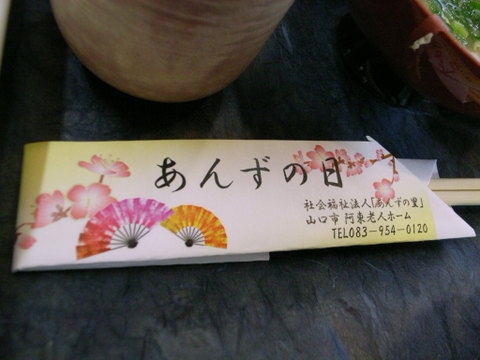 あんずの日
社会福祉法人「あんずの里」
山口市 阿東老人ホーム
TEL083-954-0120